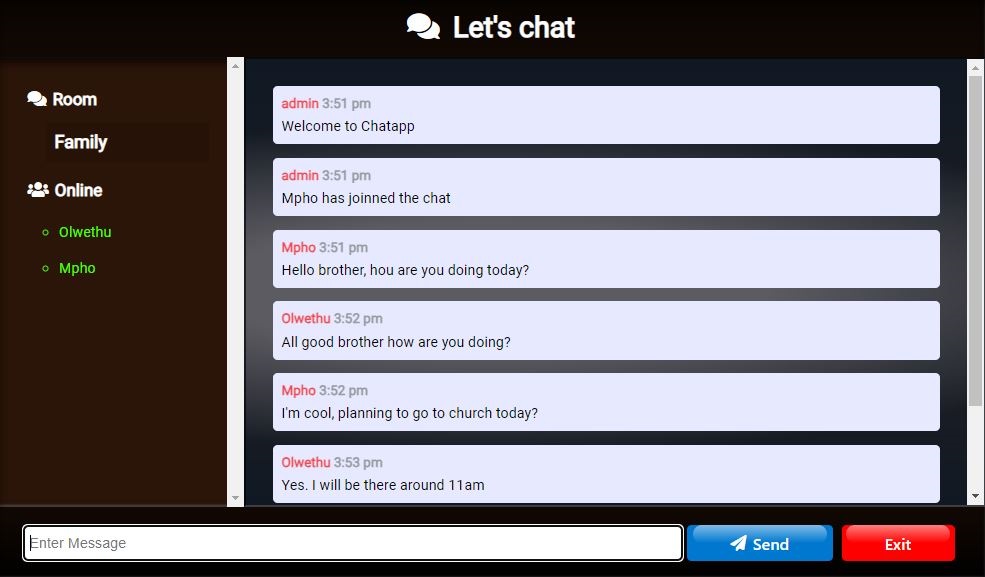 Let's chat
Room
Family
Online
Olwethu
Mpho
admin 3:51 pm
Welcome to Chatapp
admin 3:51 pm
Mpho has joinned the chat
Mpho 3:51 pm
Hello brother, hou are you doing today?
Olwethu 3:52 pm
All good brother how are you doing?
Mpho 3:52 pm
I'm cool, planning to go to church today?
Olwethu 3:53 pm
Yes. I will be there around 11am
Enter Message
Send
Exit